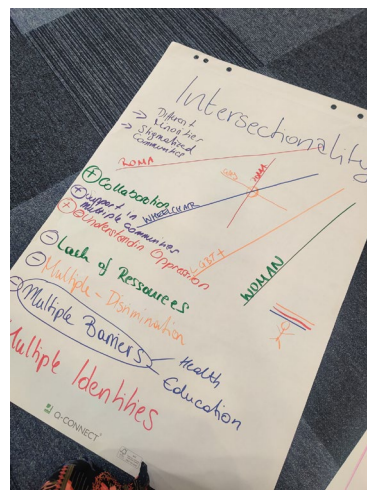 Intersectionality
→ Different Minorities
→ Stigmatized Communities
ROMA
⊕ Collaboration
⊕ Support in Multiple Communities
WHEELCHAIR
⊕ Understandin Oppression
LGBT+
WOMAN
⊖ Lack of Ressources
⊖ Multiple-Discrimination
⊖ Multiple Barriers
Health
Education
Multiple Identities
Q-CONNECT